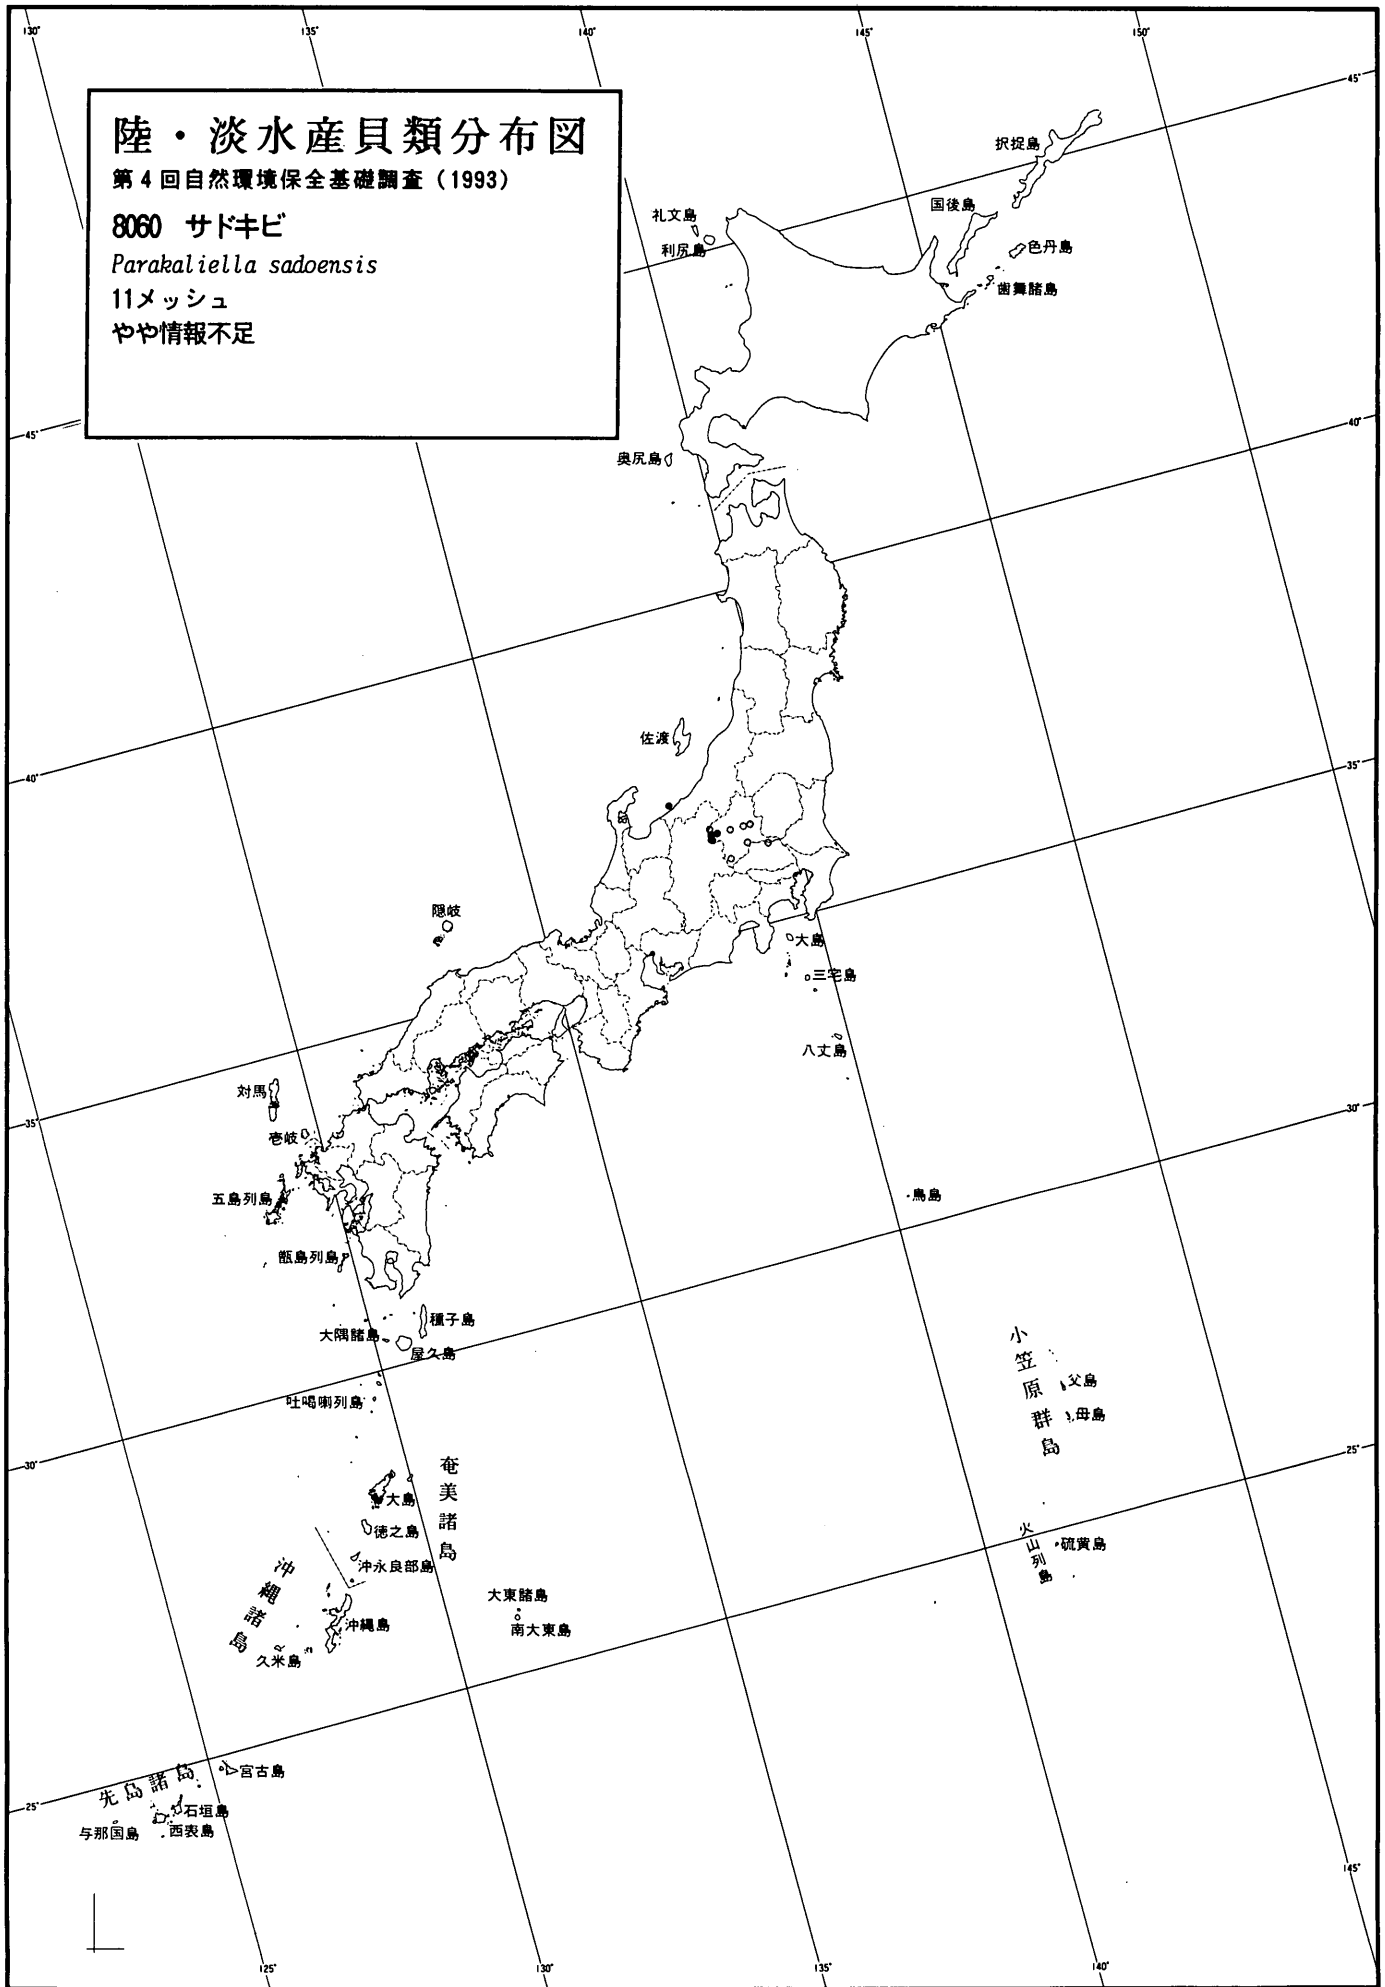 130°
135°
140°
145°
150°
陸・淡水産貝類分布図
第4回自然環境保全基礎調査（1993）
8060 サドキビ
Parakaliella sadoensis
11メッシュ
やや情報不足
45°
択捉島
国後島
色丹島
歯舞諸島
礼文島
利尻島
奥尻島
45°
40°
佐渡
40°
35°
隠岐
大島
三宅島
八丈島
対馬
壱岐
35°
30°
五島列島
甑島列島
鳥島
種子島
大隅諸島
屋久島
吐噶喇列島
小笠原群島
父島
母島
30°
25°
奄美諸島
大島
徳之島
沖永良部島
火山列島
硫黄島
沖縄諸島
沖縄島
久米島
大東諸島
南大東島
先島諸島
宮古島
石垣島
西表島
与那国島
25°
145°
125°
130°
135°
140°